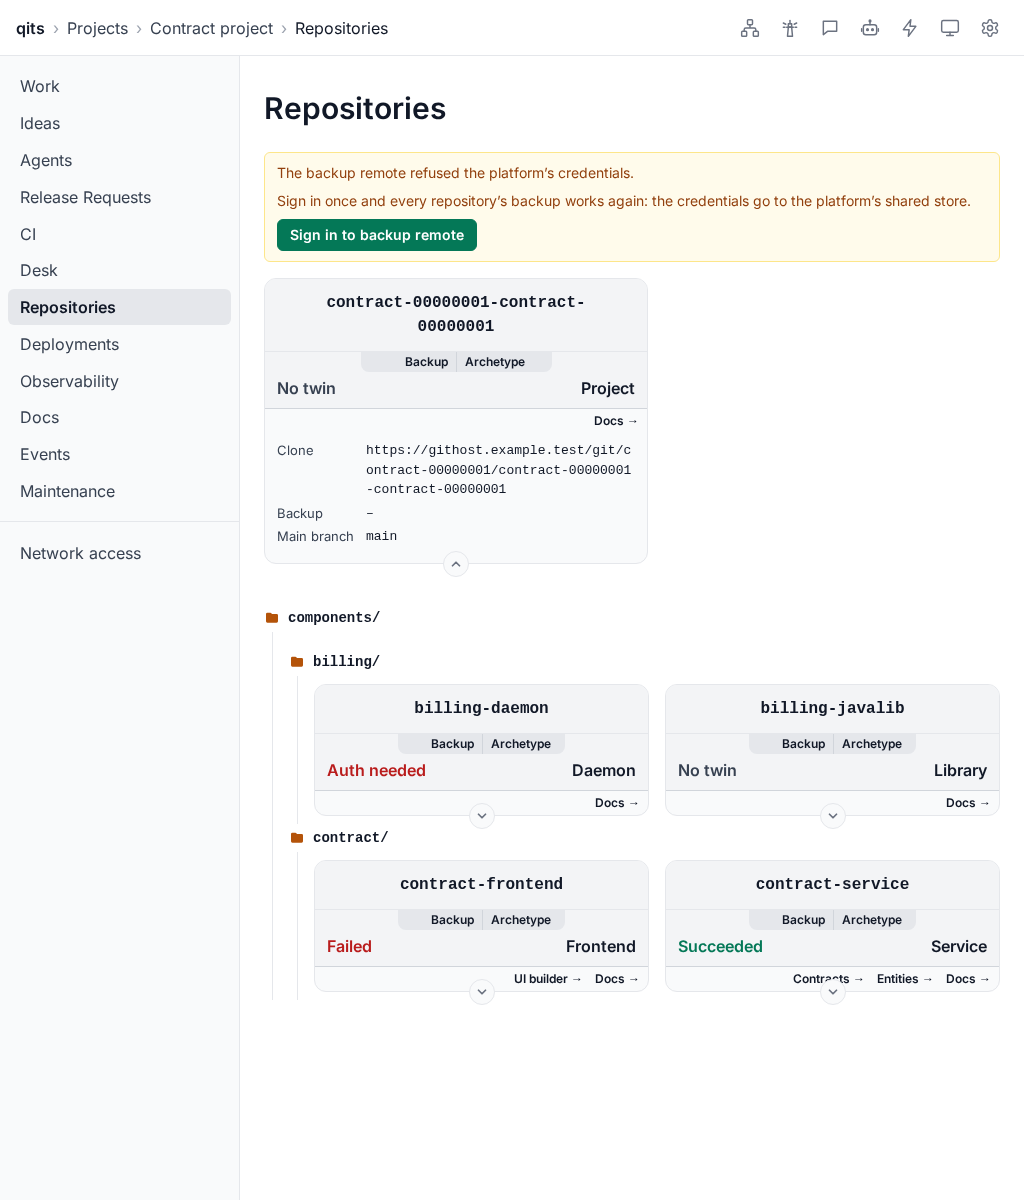 qits › Projects › Contract project › Repositories
Work
Ideas
Agents
Release Requests
CI
Desk
Repositories
Deployments
Observability
Docs
Events
Maintenance
Network access
Repositories
The backup remote refused the platform’s credentials.
Sign in once and every repository’s backup works again: the credentials go to the platform’s shared store.
Sign in to backup remote
contract-00000001-contract-
00000001
Backup Archetype
No twin Project
Docs →
Clone https://githost.example.test/git/c
ontract-00000001/contract-00000001
-contract-00000001
Backup –
Main branch main
components/
billing/
billing-daemon
Backup Archetype
Auth needed Daemon
Docs →
billing-javalib
Backup Archetype
No twin Library
Docs →
contract/
contract-frontend
Backup Archetype
Failed Frontend
UI builder → Docs →
contract-service
Backup Archetype
Succeeded Service
Contracts → Entities → Docs →